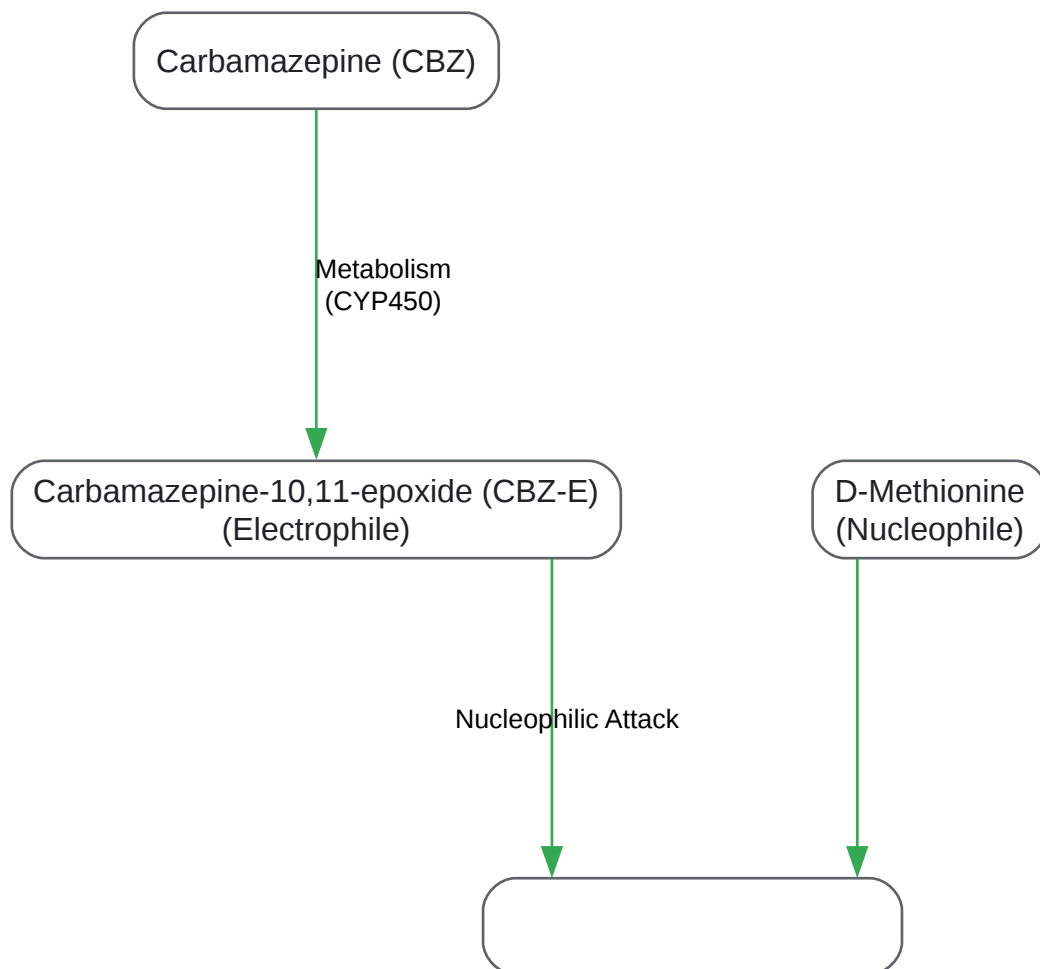 Carbamazepine (CBZ)
Metabolism
(CYP450)
Carbamazepine-10,11-epoxide (CBZ-E)
(Electrophile)
D-Methionine
(Nucleophile)
Nucleophilic Attack